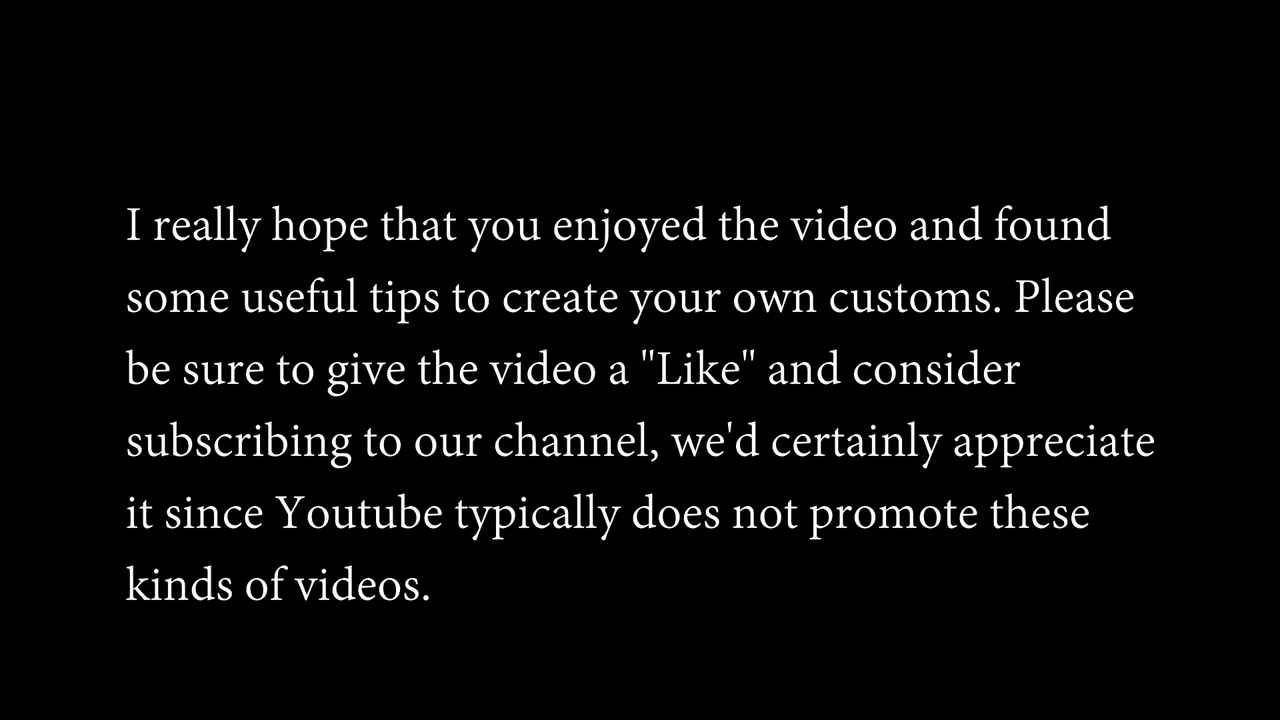 I really hope that you enjoyed the video and found
some useful tips to create your own customs. Please
be sure to give the video a "Like" and consider
subscribing to our channel, we'd certainly appreciate
it since Youtube typically does not promote these
kinds of videos.